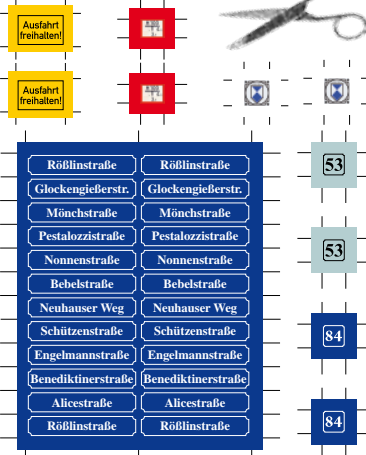 Ausfahrt
freihalten!
Ausfahrt
freihalten!
Rößlinstraße Rößlinstraße
Glockengießerstr. Glockengießerstr.
Mönchstraße Mönchstraße
Pestalozzistraße Pestalozzistraße
Nonnenstraße Nonnenstraße
Bebelstraße Bebelstraße
Neuhauser Weg Neuhauser Weg
Schützenstraße Schützenstraße
Engelmannstraße Engelmannstraße
Benediktinerstraße Benediktinerstraße
Alicestraße Alicestraße
Rößlinstraße Rößlinstraße
53
53
84
84